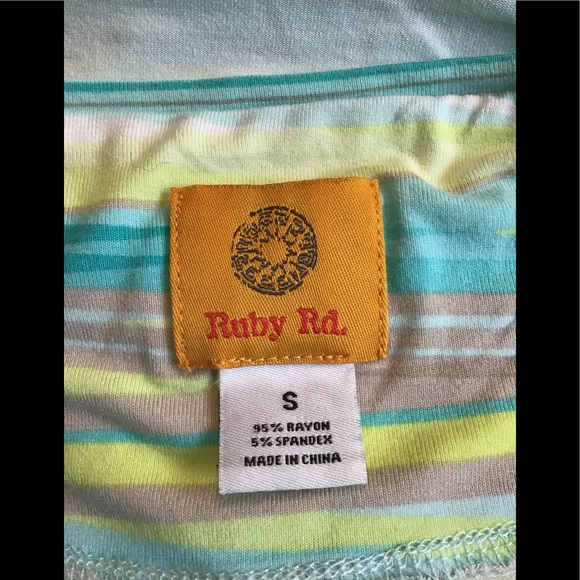 Ruby Rd.
S
95% RAYON
5% SPANDEX
MADE IN CHINA